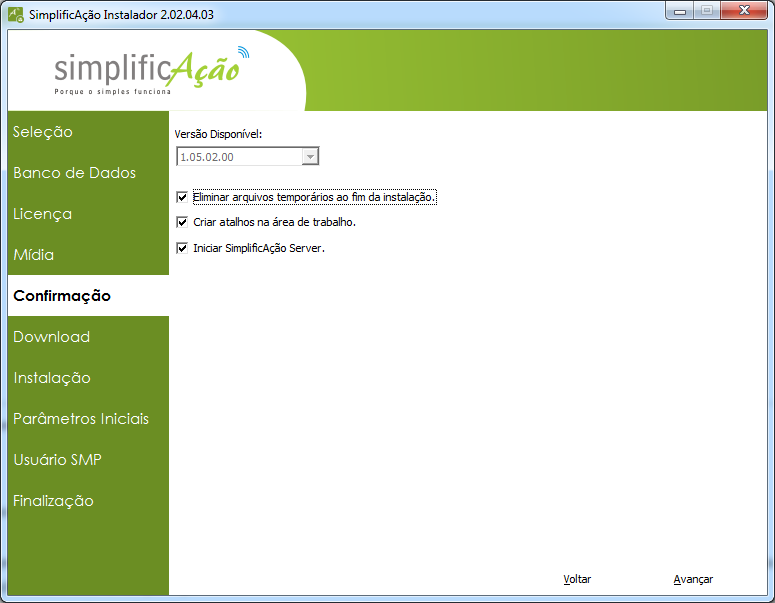 SimplificAção Instalador 2.02.04.03
simplificAção
Porque o simples funciona
Seleção
Banco de Dados
Licença
Mídia
Confirmação
Download
Instalação
Parâmetros Iniciais
Usuário SMP
Finalização
Versão Disponível:
1.05.02.00
Eliminar arquivos temporários ao fim da instalação.
Criar atalhos na área de trabalho.
Iniciar SimplificAção Server.
Voltar
Avançar